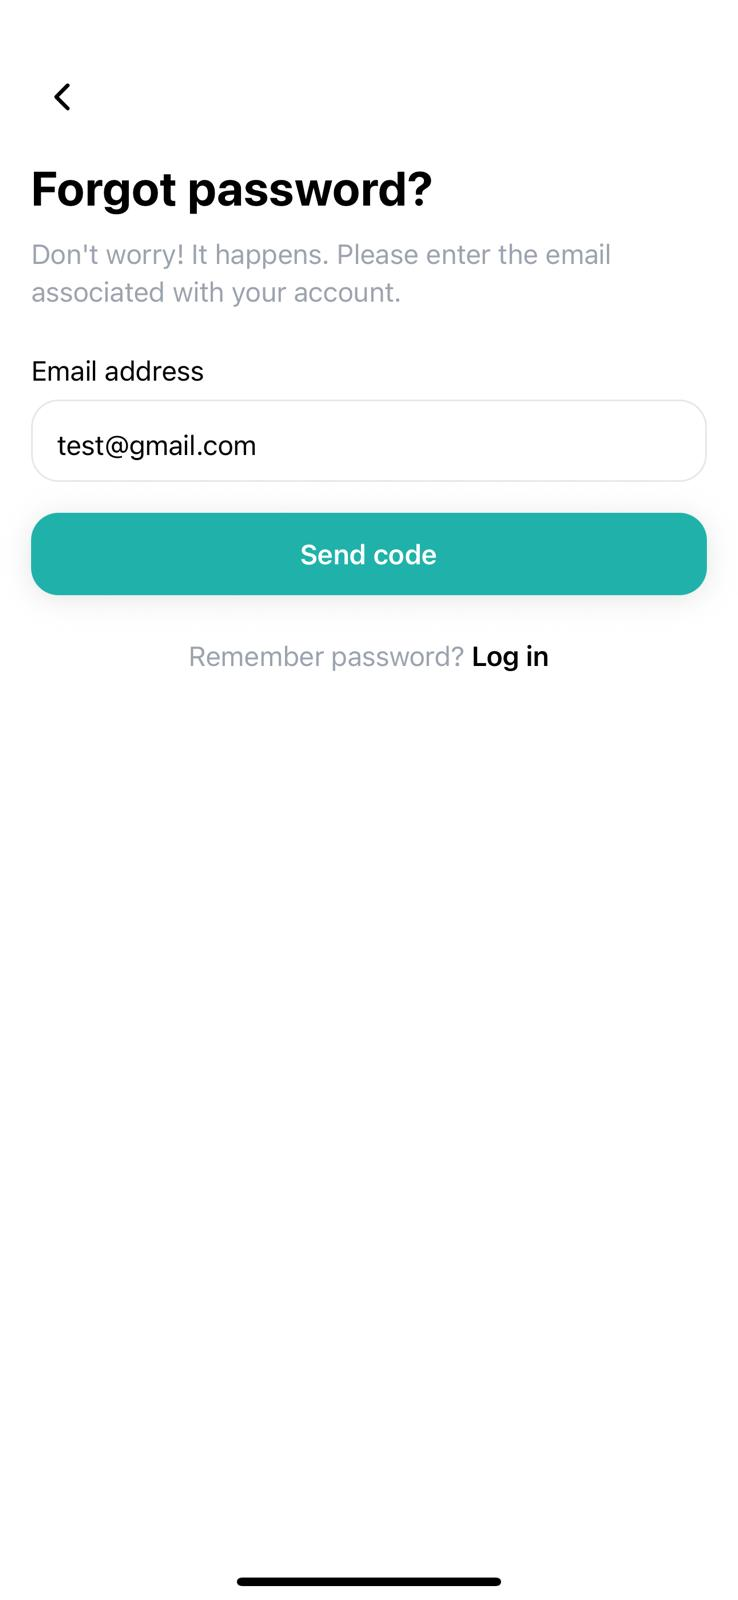 Forgot password?
Don't worry! It happens. Please enter the email
associated with your account.
Email address
test@gmail.com
Send code
Remember password? Log in